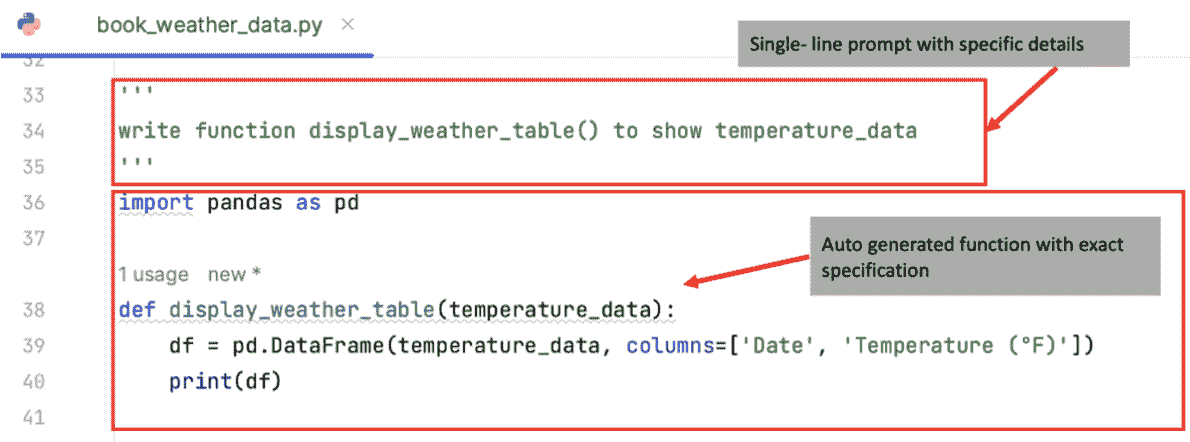 book_weather_data.py ×
Single- line prompt with specific details
32
33 '''
34 write function display_weather_table() to show temperature_data
35 '''
36 import pandas as pd
37
Auto generated function with exact
specification
1 usage new *
38 def display_weather_table(temperature_data):
39 df = pd.DataFrame(temperature_data, columns=['Date', 'Temperature (°F)'])
40 print(df)
41